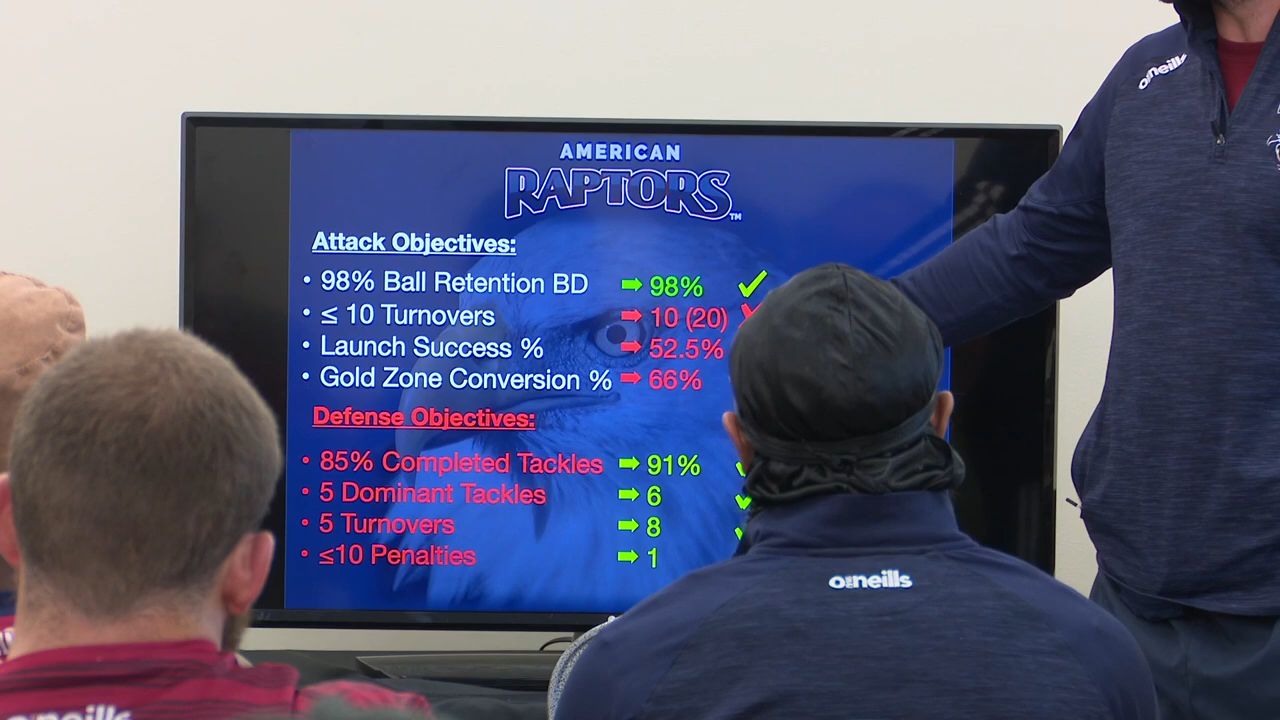 AMERICAN
RAPTORS™
Attack Objectives:
• 98% Ball Retention BD ➡ 98% ✓
• ≤ 10 Turnovers ➡ 10 (20)
• Launch Success % ➡ 52.5%
• Gold Zone Conversion % ➡ 66%
Defense Objectives:
• 85% Completed Tackles ➡ 91%
• 5 Dominant Tackles ➡ 6
• 5 Turnovers ➡ 8
• ≤10 Penalties ➡ 1
o'neills
o'neills
o'neills